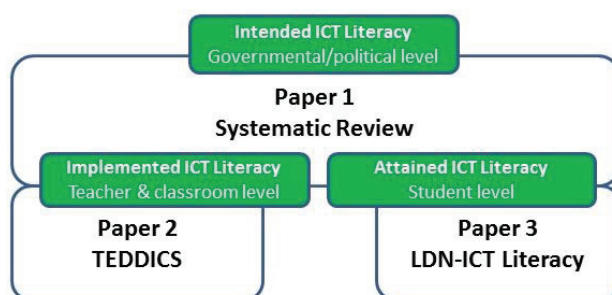 Intended ICT Literacy
Governmental/political level
Paper 1
Systematic Review
Implemented ICT Literacy
Teacher & classroom level
Attained ICT Literacy
Student level
Paper 2
TEDDICS
Paper 3
LDN-ICT Literacy